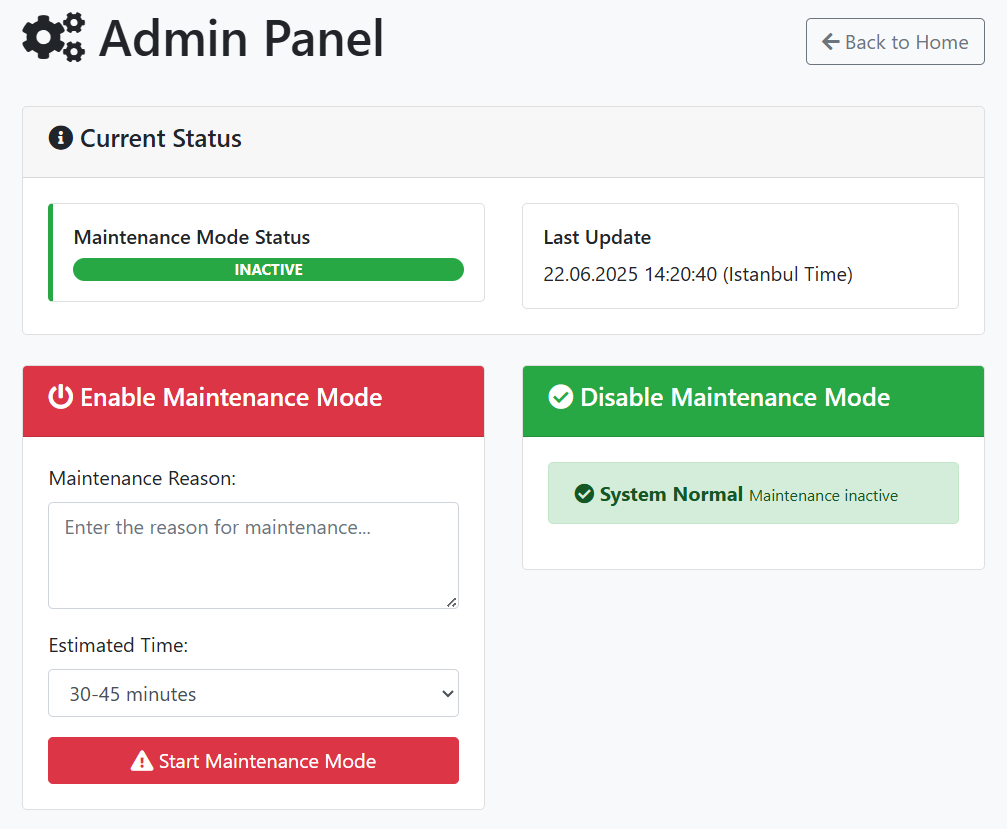 Admin Panel
Back to Home
Current Status
Maintenance Mode Status
INACTIVE
Last Update
22.06.2025 14:20:40 (Istanbul Time)
Enable Maintenance Mode
Maintenance Reason:
Enter the reason for maintenance...
Estimated Time:
30-45 minutes
Start Maintenance Mode
Disable Maintenance Mode
System Normal Maintenance inactive